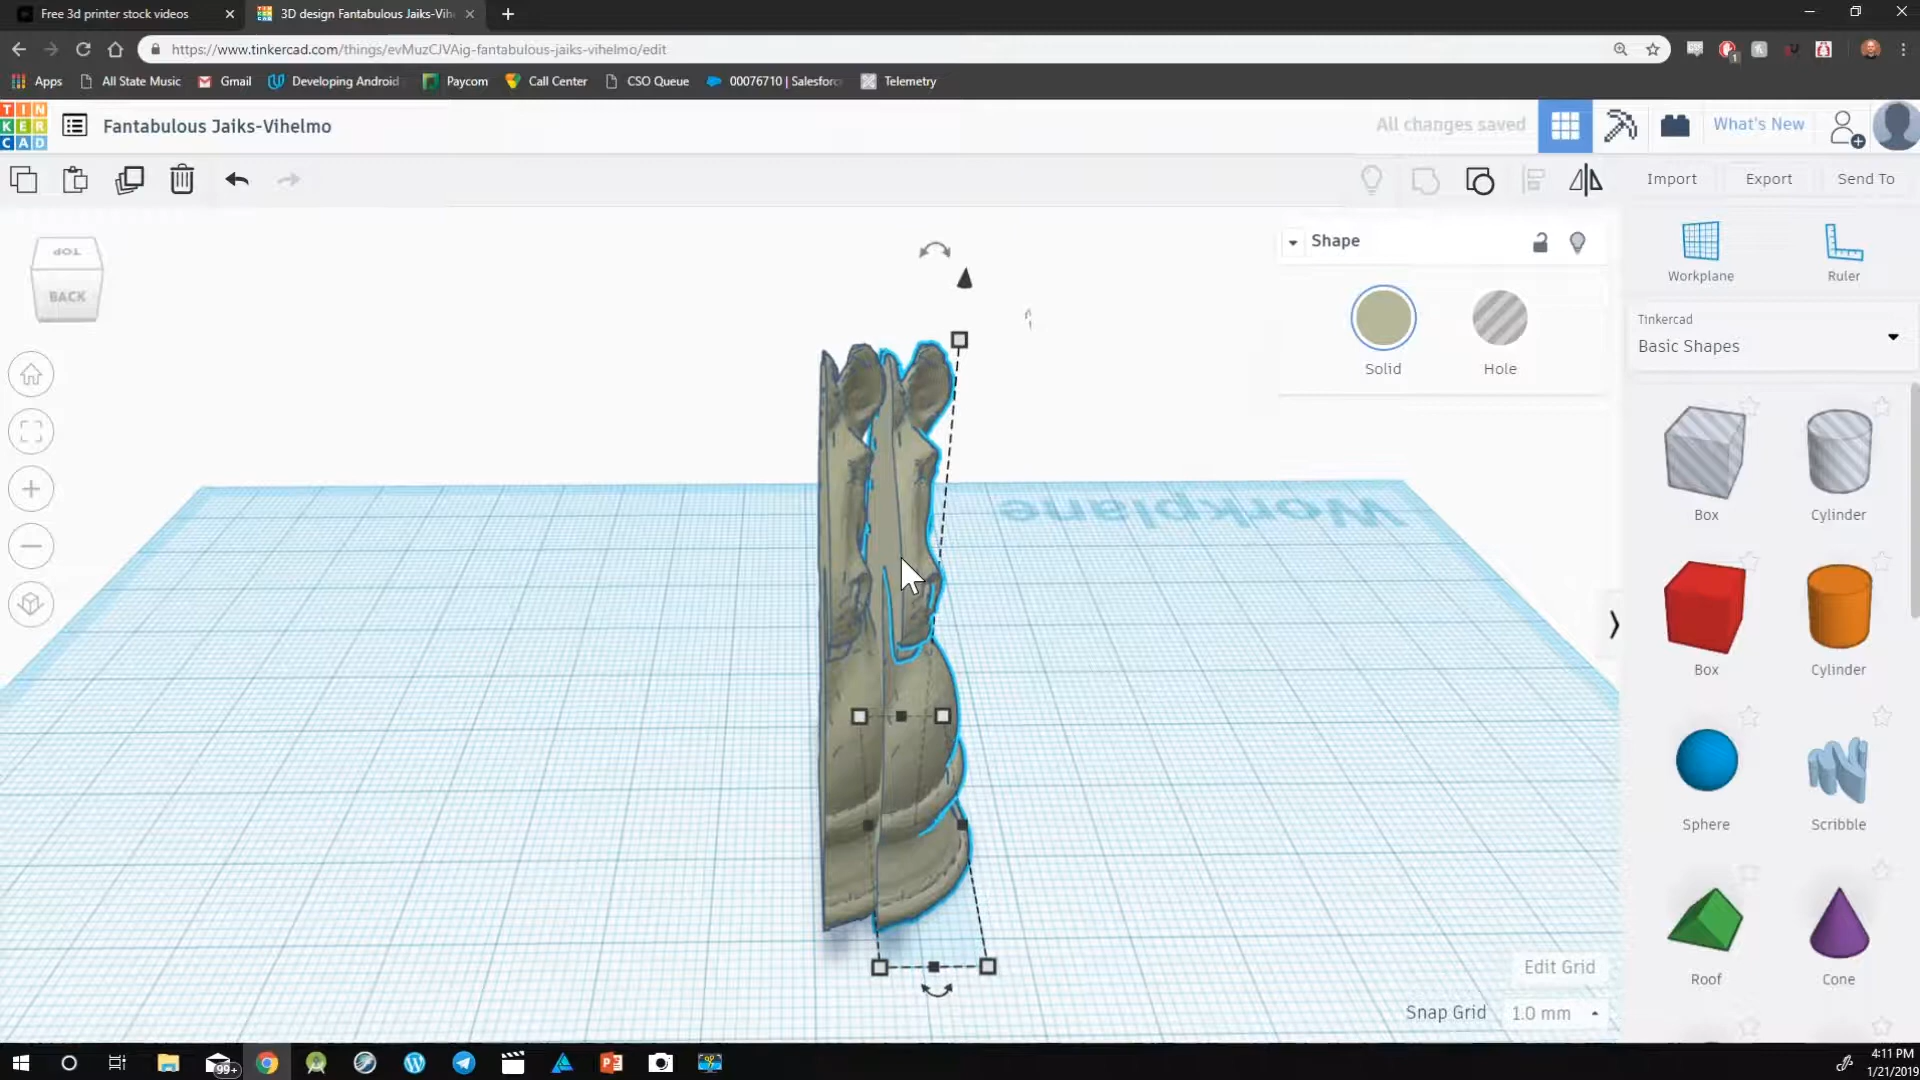 Free 3d printer stock videos
3D design Fantabulous Jaiks-Vih
https://www.tinkercad.com/things/evMuzCJVAig-fantabulous-jaiks-vihelmo/edit
Apps
All State Music
Gmail
Developing Android
Paycom
Call Center
CSO Queue
00076710 | Salesforc
Telemetry
TIN
KER
CAD
Fantabulous Jaiks-Vihelmo
All changes saved
What's New
Import
Export
Send To
TOP
BACK
Shape
Solid
Hole
Workplane
Ruler
Tinkercad
Basic Shapes
Workplane
Box
Cylinder
Box
Cylinder
Sphere
Scribble
Roof
Cone
Edit Grid
Snap Grid
1.0 mm
99+
4:11 PM
1/21/2019